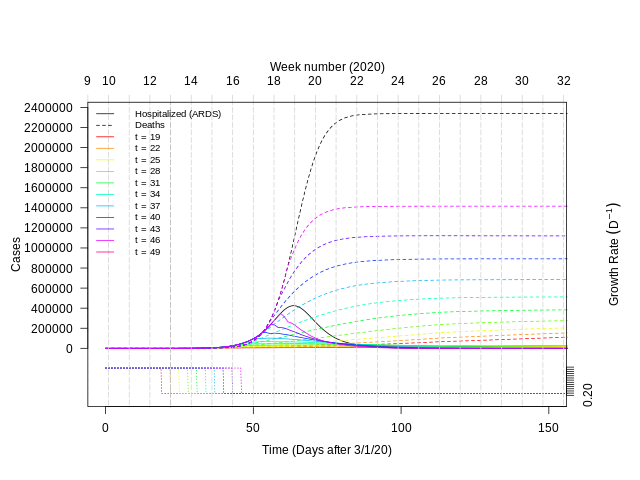 Week number (2020)
9 10 12 14 16 18 20 22 24 26 28 30 32
2400000
2200000
2000000
1800000
1600000
1400000
1200000
1000000
800000
600000
400000
200000
0
Cases
Hospitalized (ARDS)
Deaths
t = 19
t = 22
t = 25
t = 28
t = 31
t = 34
t = 37
t = 40
t = 43
t = 46
t = 49
Growth Rate (D⁻¹)
0.20
0 50 100 150
Time (Days after 3/1/20)